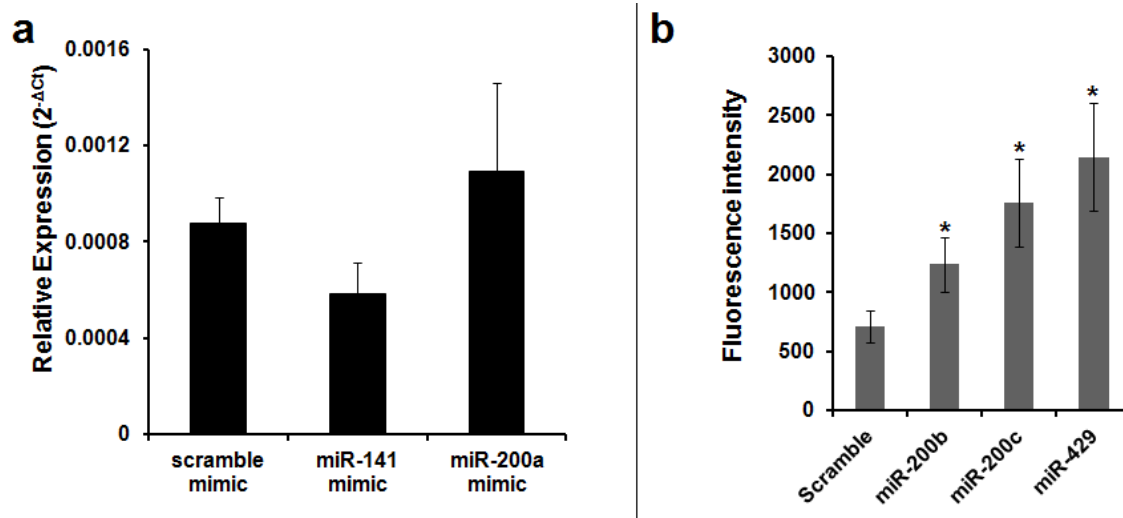 a
Relative Expression (2-ΔCt)
0.0016
0.0012
0.0008
0.0004
0
scramble mimic
miR-141 mimic
miR-200a mimic
b
Fluorescence intensity
3000
2500
2000
1500
1000
500
0
*
*
*
Scramble
miR-200b
miR-200c
miR-429